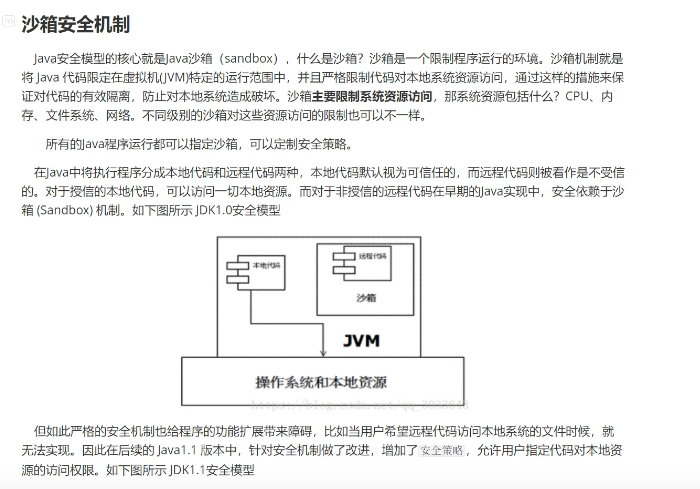 沙箱安全机制
Java安全模型的核心就是Java沙箱（sandbox），什么是沙箱？沙箱是一个限制程序运行的环境。沙箱机制就是
将 Java 代码限定在虚拟机(JVM)特定的运行范围中，并且严格限制代码对本地系统资源访问，通过这样的措施来保
证对代码的有效隔离，防止对本地系统造成破坏。沙箱主要限制系统资源访问，那系统资源包括什么？CPU、内
存、文件系统、网络。不同级别的沙箱对这些资源访问的限制也可以不一样。
所有的Java程序运行都可以指定沙箱，可以定制安全策略。
在Java中将执行程序分成本地代码和远程代码两种，本地代码默认视为可信任的，而远程代码则被看作是不受信
的。对于授信的本地代码，可以访问一切本地资源。而对于非授信的远程代码在早期的Java实现中，安全依赖于沙
箱 (Sandbox) 机制。如下图所示 JDK1.0安全模型
本地代码
远程代码
沙箱
JVM
操作系统和本地资源
但如此严格的安全机制也给程序的功能扩展带来障碍，比如当用户希望远程代码访问本地系统的文件时候，就
无法实现。因此在后续的 Java1.1 版本中，针对安全机制做了改进，增加了安全策略，允许用户指定代码对本地资
源的访问权限。如下图所示 JDK1.1安全模型